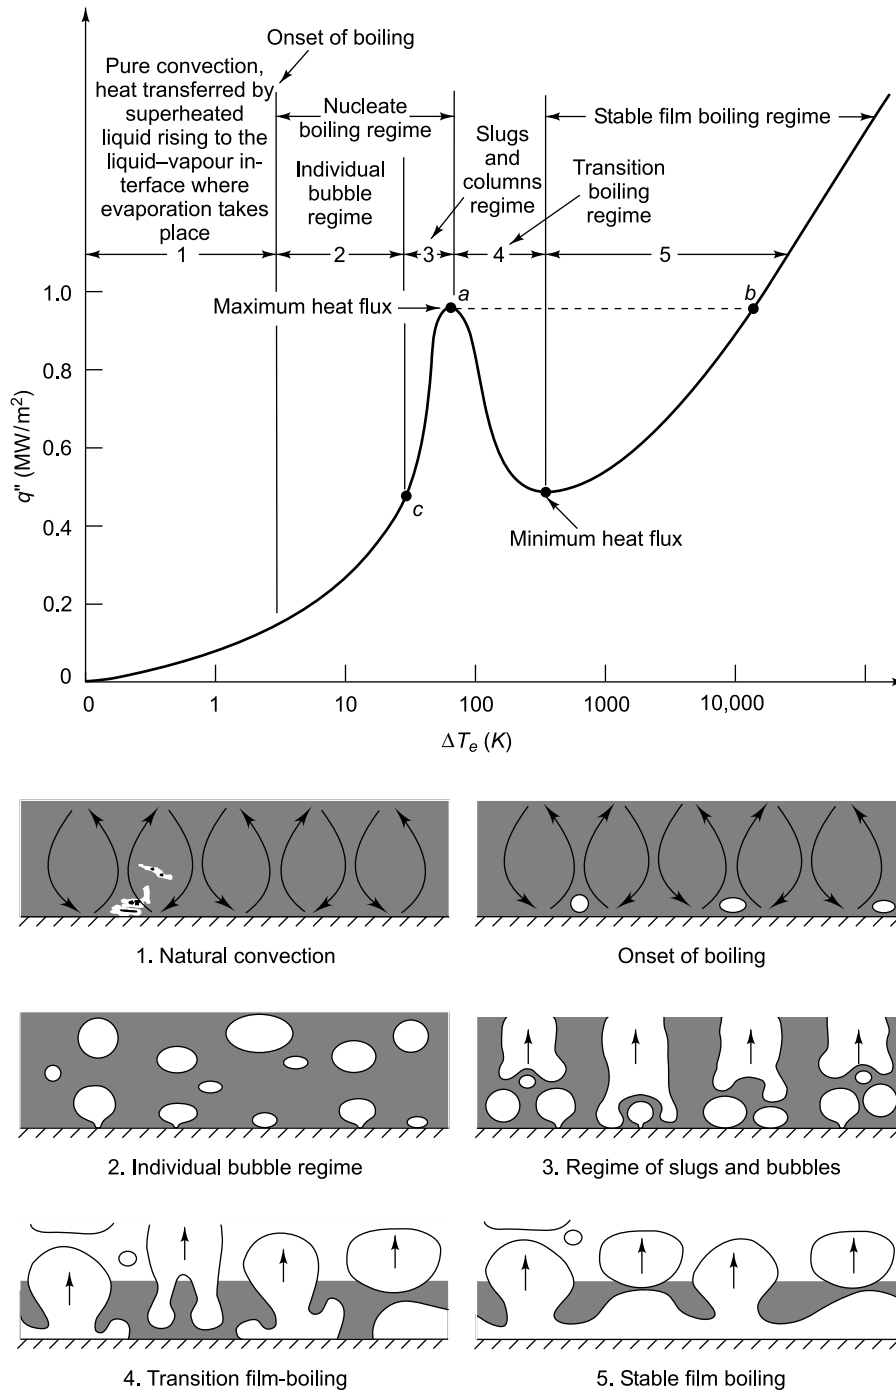 Onset of boiling
Pure convection,
heat transferred by
superheated
liquid rising to the
liquid–vapour in-
terface where
evaporation takes
place
Nucleate
boiling regime
Individual
bubble
regime
Slugs
and
columns
regime
Transition
boiling
regime
Stable film boiling regime
1
2
3
4
5
Maximum heat flux
a
b
c
Minimum heat flux
q" (MW/m²)
1.0
0.8
0.6
0.4
0.2
0
0
1
10
100
1000
10,000
ΔTₑ (K)
1. Natural convection
Onset of boiling
2. Individual bubble regime
3. Regime of slugs and bubbles
4. Transition film-boiling
5. Stable film boiling